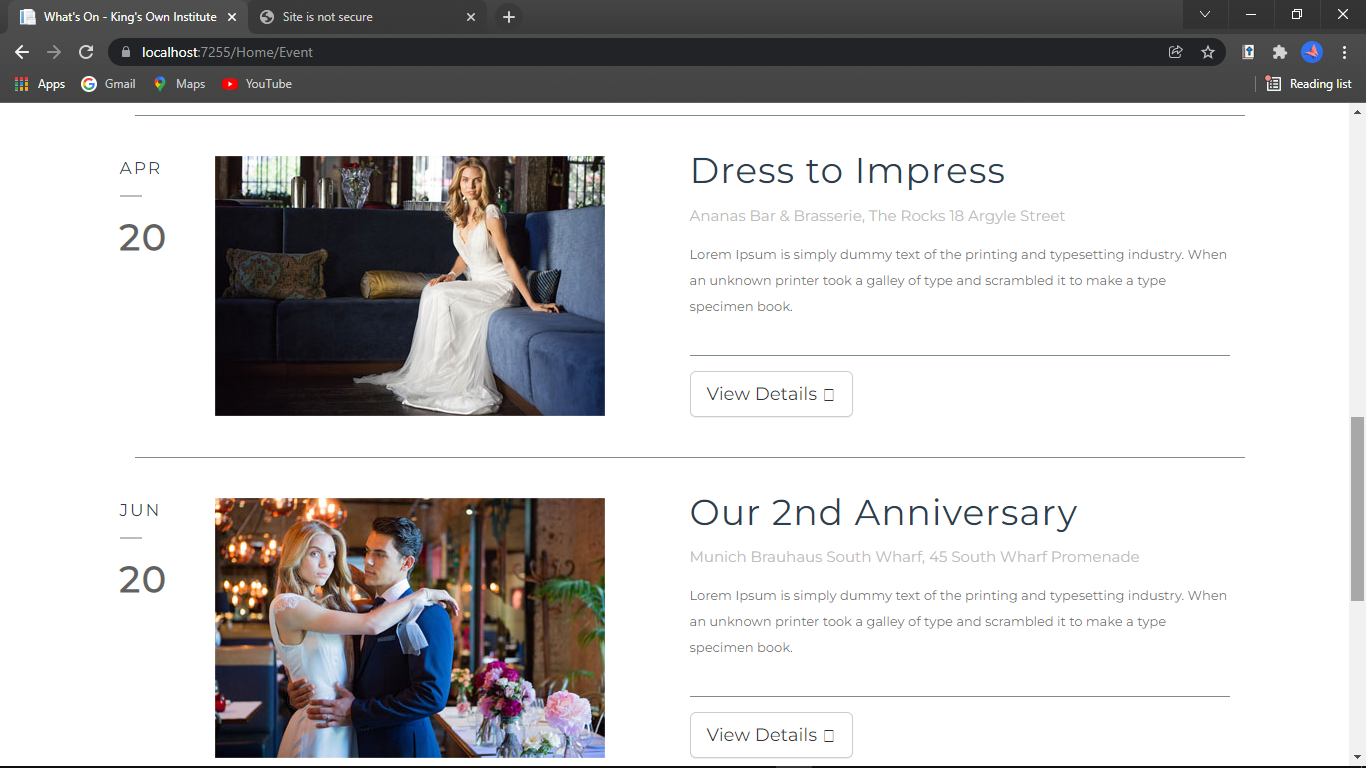 What's On - King's Own Institute
Site is not secure
localhost:7255/Home/Event
Apps
Gmail
Maps
YouTube
Reading list
APR
20
Dress to Impress
Ananas Bar & Brasserie, The Rocks 18 Argyle Street
Lorem Ipsum is simply dummy text of the printing and typesetting industry. When
an unknown printer took a galley of type and scrambled it to make a type
specimen book.
View Details
JUN
20
Our 2nd Anniversary
Munich Brauhaus South Wharf, 45 South Wharf Promenade
Lorem Ipsum is simply dummy text of the printing and typesetting industry. When
an unknown printer took a galley of type and scrambled it to make a type
specimen book.
View Details